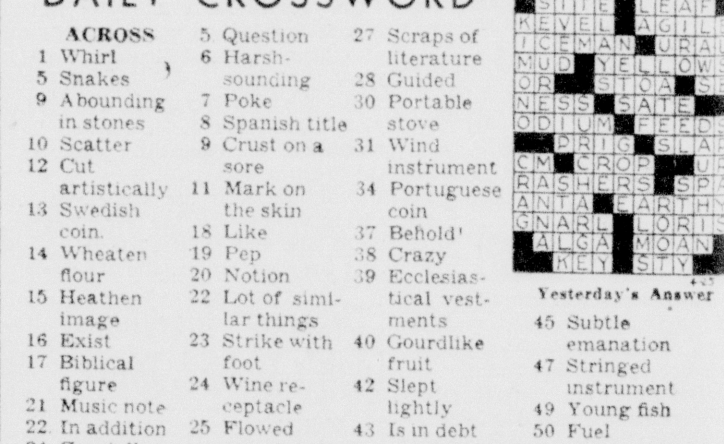 DAILY CROSSWORD
ACROSS
1 Whirl
5 Snakes
9 Abounding
in stones
10 Scatter
12 Cut
artistically
13 Swedish
coin.
14 Wheaten
flour
15 Heathen
image
16 Exist
17 Biblical
figure
21 Music note
22. In addition
5 Question
6 Harsh-
sounding
7 Poke
8 Spanish title
9 Crust on a
sore
11 Mark on
the skin
18 Like
19 Pep
20 Notion
22 Lot of simi-
lar things
23 Strike with
foot
24 Wine re-
ceptacle
25 Flowed
27 Scraps of
literature
28 Guided
30 Portable
stove
31 Wind
instrument
34 Portuguese
coin
37 Behold'
38 Crazy
39 Ecclesias-
tical vest-
ments
40 Gourdlike
fruit
42 Slept
lightly
43 Is in debt
SITE LEAF
KEVEL AGIL
ICEMAN URA
MUD YELLOWS
OR STOA S
NESS SATE
ODIUM FEED
PRIG SLAP
CM CROP U
RASHERS SP
ANTA EARTH
GNARL LORIS
ALGA MOAN
KEY STY
4-25
Yesterday's Answer
45 Subtle
emanation
47 Stringed
instrument
49 Young fish
50 Fuel